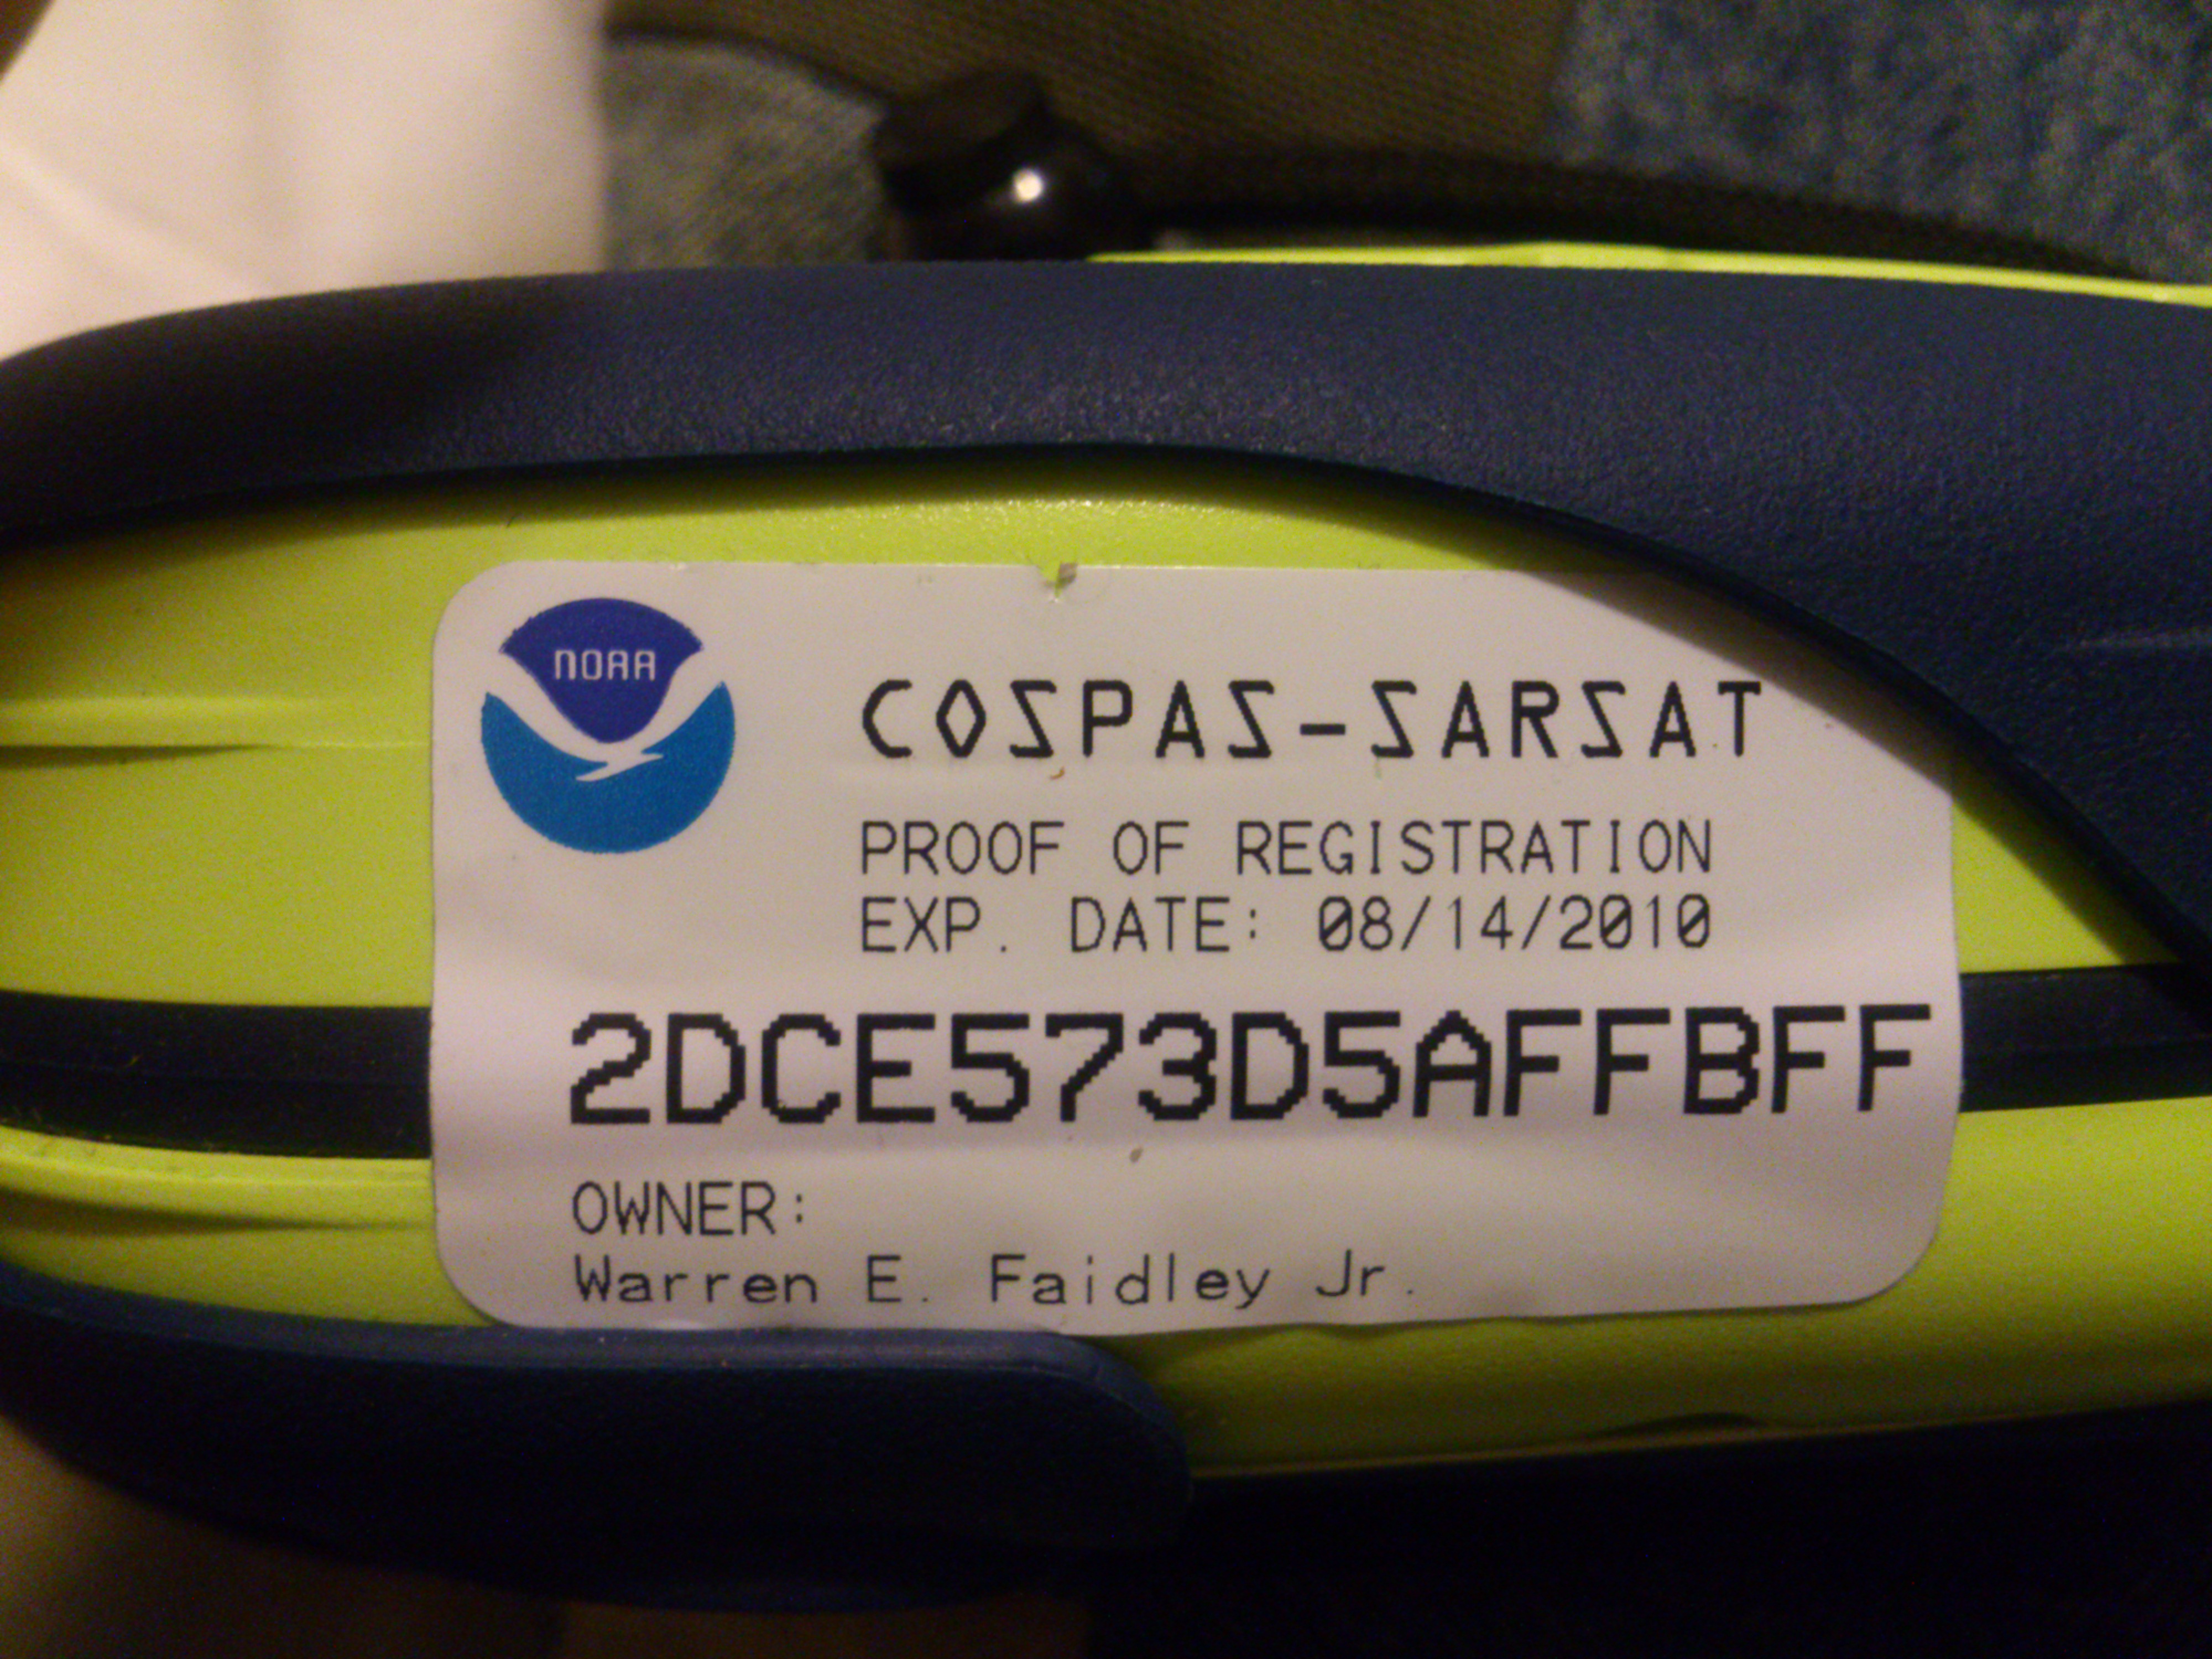 NOAA
COSPAS-SARSAT
PROOF OF REGISTRATION
EXP. DATE: 08/14/2010
2DCE573D5AFFBFF
OWNER:
Warren E. Faidley Jr.